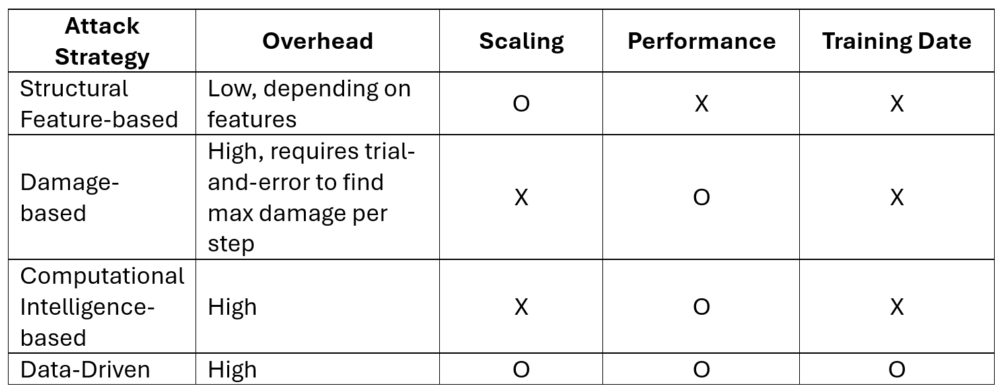 Attack
Strategy
Overhead
Scaling
Performance
Training Date
Structural
Feature-based
Low, depending on
features
O
X
X
Damage-
based
High, requires trial-
and-error to find
max damage per
step
X
O
X
Computational
Intelligence-
based
High
X
O
X
Data-Driven
High
O
O
O